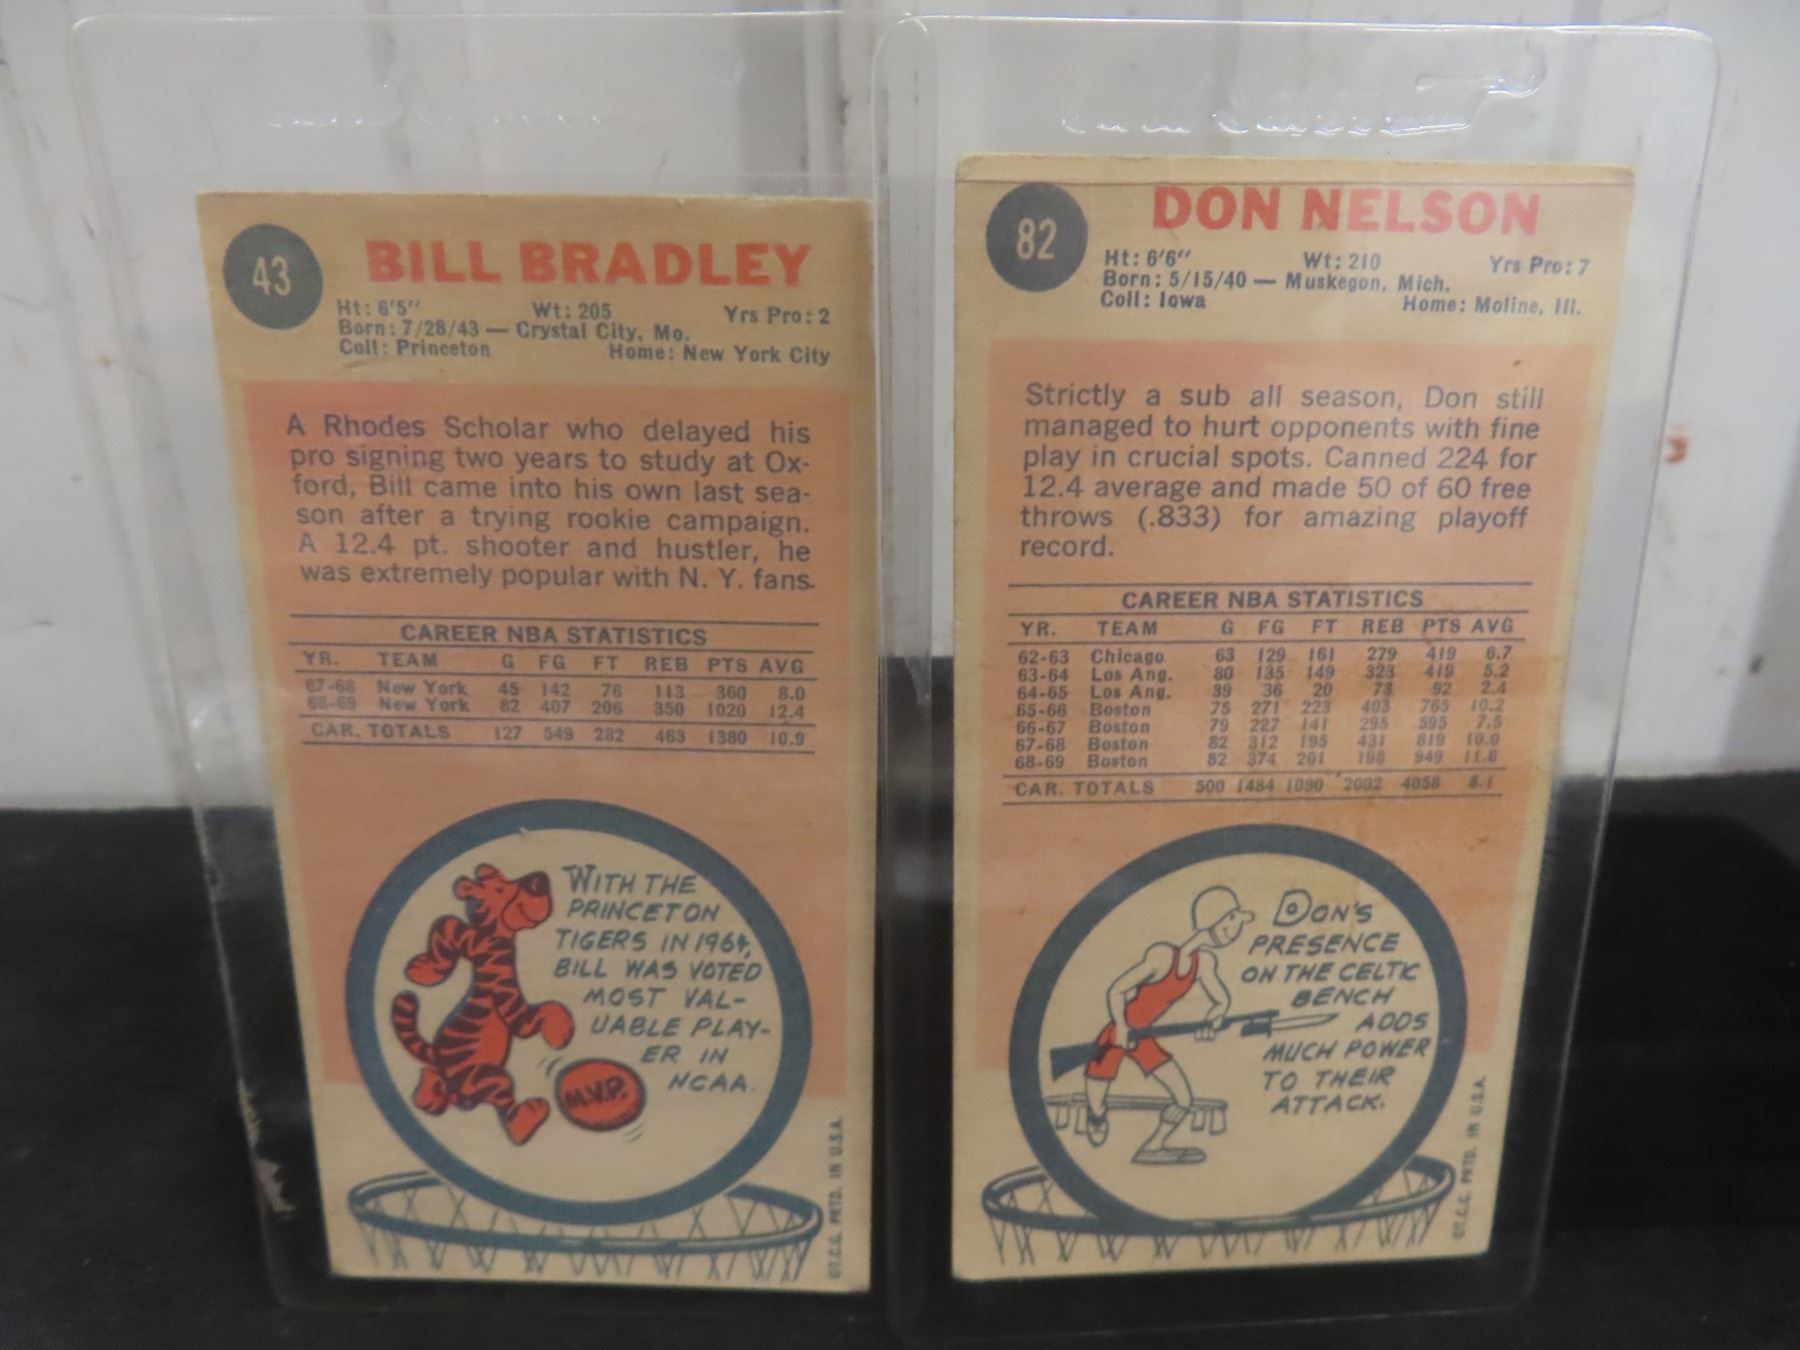 43
BILL BRADLEY
Ht: 6'5" Wt: 205 Yrs Pro: 2
Born: 7/28/43 — Crystal City, Mo.
Coll: Princeton Home: New York City
A Rhodes Scholar who delayed his
pro signing two years to study at Ox-
ford, Bill came into his own last sea-
son after a trying rookie campaign.
A 12.4 pt. shooter and hustler, he
was extremely popular with N. Y. fans.
CAREER NBA STATISTICS
YR. TEAM G FG FT REB PTS AVG
67-68 New York 45 142 76 113 360 8.0
68-69 New York 82 407 206 350 1020 12.4
CAR. TOTALS 127 549 282 463 1380 10.9
WITH THE
PRINCETON
TIGERS IN 1964,
BILL WAS VOTED
MOST VAL-
UABLE PLAY-
ER IN
NCAA.
M.V.P.
©T.C.G. PRTD. IN U.S.A.
82
DON NELSON
Ht: 6'6" Wt: 210 Yrs Pro: 7
Born: 5/15/40 — Muskegon, Mich.
Coll: Iowa Home: Moline, Ill.
Strictly a sub all season, Don still
managed to hurt opponents with fine
play in crucial spots. Canned 224 for
12.4 average and made 50 of 60 free
throws (.833) for amazing playoff
record.
CAREER NBA STATISTICS
YR. TEAM G FG FT REB PTS AVG
62-63 Chicago 63 129 161 279 419 6.7
63-64 Los Ang. 80 135 149 323 419 5.2
64-65 Los Ang. 39 36 20 73 92 2.4
65-66 Boston 75 271 223 403 765 10.2
66-67 Boston 79 227 141 295 595 7.5
67-68 Boston 82 312 195 431 819 10.0
68-69 Boston 82 374 201 198 949 11.6
CAR. TOTALS 500 1484 1090 2002 4058 8.1
DON'S
PRESENCE
ON THE CELTIC
BENCH
ADDS
MUCH POWER
TO THEIR
ATTACK.
©T.C.G. PRTD. IN U.S.A.